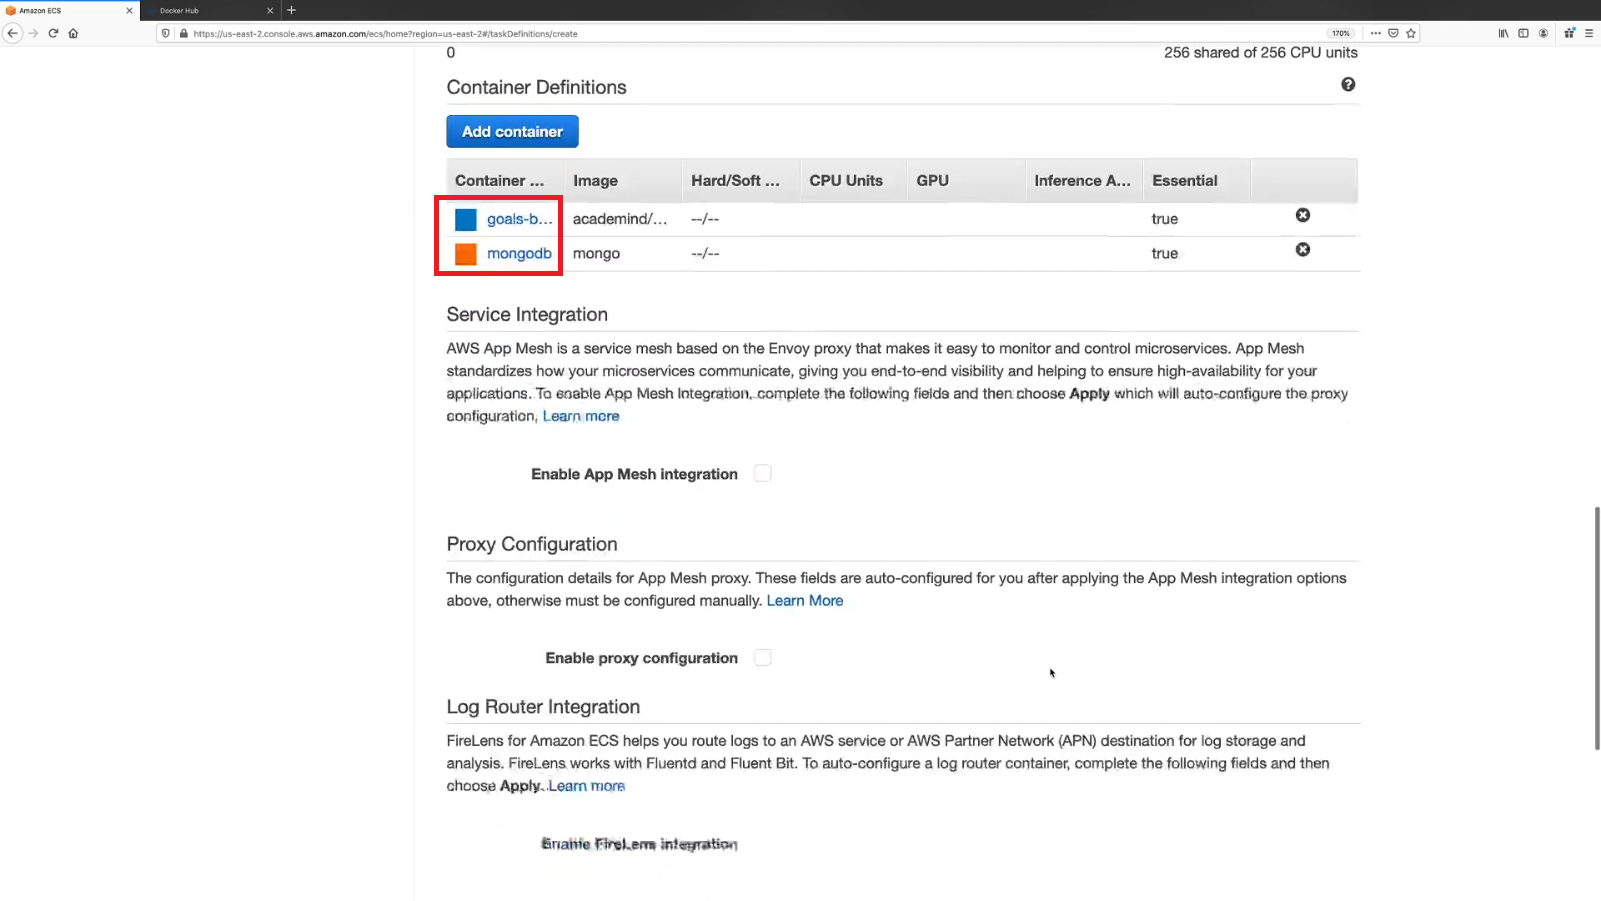 Amazon ECS
Docker Hub
https://us-east-2.console.aws.amazon.com/ecs/home?region=us-east-2#/taskDefinitions/create
170%
0
256 shared of 256 CPU units
Container Definitions
Add container
Container ... Image Hard/Soft ... CPU Units GPU Inference A... Essential
goals-b... academind/... --/-- true
mongodb mongo --/-- true
Service Integration
AWS App Mesh is a service mesh based on the Envoy proxy that makes it easy to monitor and control microservices. App Mesh
standardizes how your microservices communicate, giving you end-to-end visibility and helping to ensure high-availability for your
applications. To enable App Mesh Integration, complete the following fields and then choose Apply which will auto-configure the proxy
configuration. Learn more
Enable App Mesh integration
Proxy Configuration
The configuration details for App Mesh proxy. These fields are auto-configured for you after applying the App Mesh integration options
above, otherwise must be configured manually. Learn More
Enable proxy configuration
Log Router Integration
FireLens for Amazon ECS helps you route logs to an AWS service or AWS Partner Network (APN) destination for log storage and
analysis. FireLens works with Fluentd and Fluent Bit. To auto-configure a log router container, complete the following fields and then
choose Apply. Learn more
FireLens integration